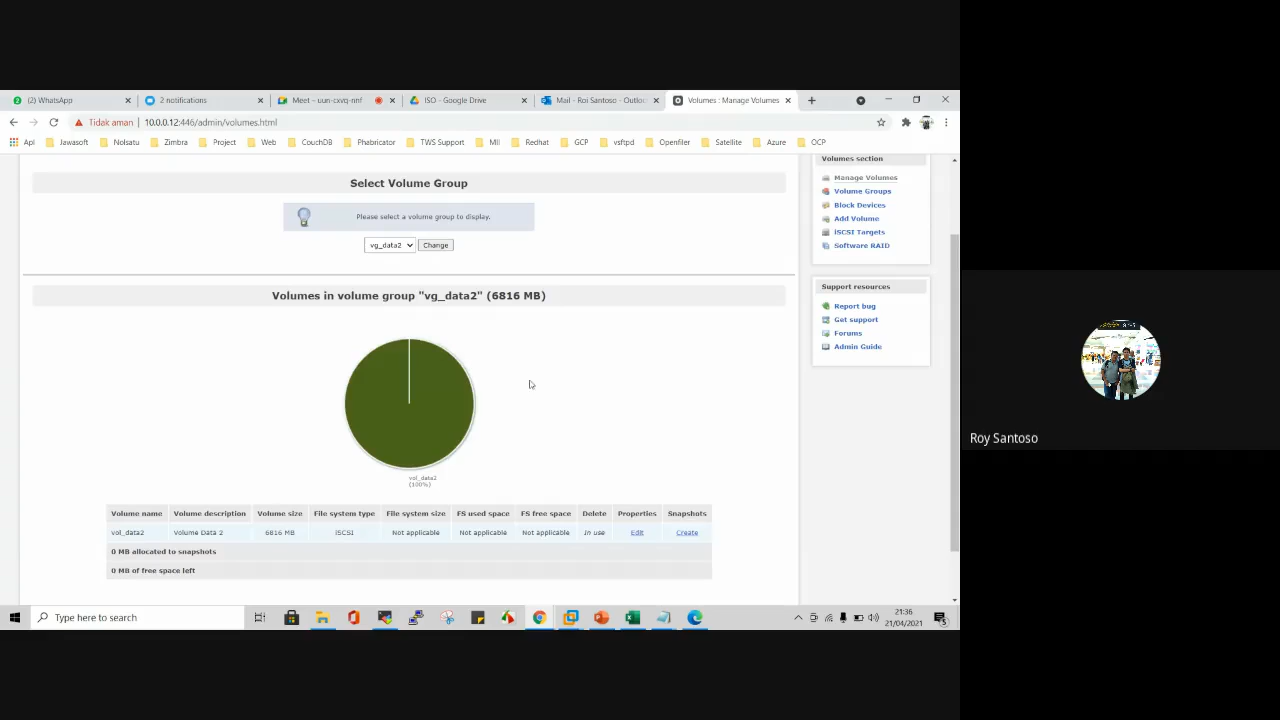 (2) WhatsApp
2 notifications
Meet – uun-cxvq-nnf
ISO - Google Drive
Mail - Roi Santoso - Outloo
Volumes : Manage Volumes
Tidak aman | 10.0.0.12:446/admin/volumes.html
Apl Jawasoft Nolsatu Zimbra Project Web CouchDB Phabricator TWS Support MII Redhat GCP vsftpd Openfiler Satellite Azure OCP
Select Volume Group
Please select a volume group to display.
vg_data2 Change
Volumes in volume group "vg_data2" (6816 MB)
vol_data2
(100%)
Volume name Volume description Volume size File system type File system size FS used space FS free space Delete Properties Snapshots
vol_data2 Volume Data 2 6816 MB iSCSI Not applicable Not applicable Not applicable In use Edit Create
0 MB allocated to snapshots
0 MB of free space left
Volumes section
Manage Volumes
Volume Groups
Block Devices
Add Volume
iSCSI Targets
Software RAID
Support resources
Report bug
Get support
Forums
Admin Guide
Type here to search
21:36
21/04/2021
Roy Santoso